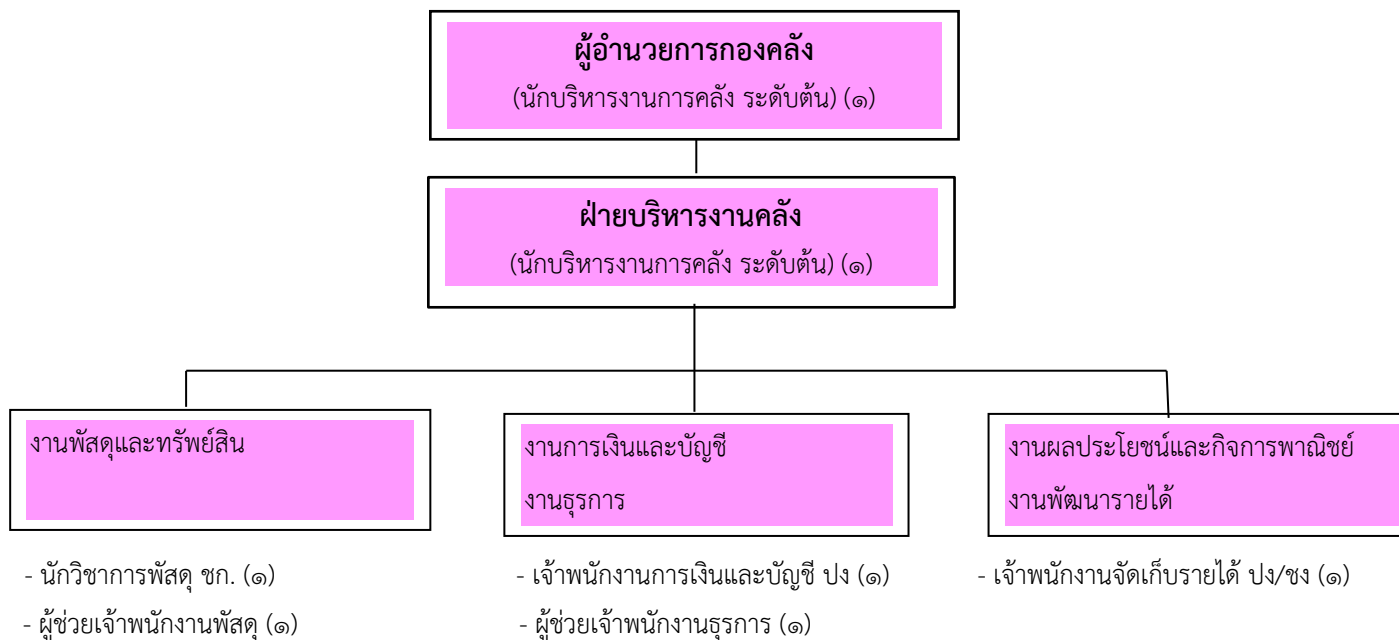 ผู้อำนวยการกองคลัง
(นักบริหารงานการคลัง ระดับต้น) (๑)
ฝ่ายบริหารงานคลัง
(นักบริหารงานการคลัง ระดับต้น) (๑)
งานพัสดุและทรัพย์สิน
- นักวิชาการพัสดุ ชก. (๑)
- ผู้ช่วยเจ้าพนักงานพัสดุ (๑)
งานการเงินและบัญชี
งานธุรการ
- เจ้าพนักงานการเงินและบัญชี ปง (๑)
- ผู้ช่วยเจ้าพนักงานธุรการ (๑)
งานผลประโยชน์และกิจการพาณิชย์
งานพัฒนารายได้
- เจ้าพนักงานจัดเก็บรายได้ ปง/ชง (๑)